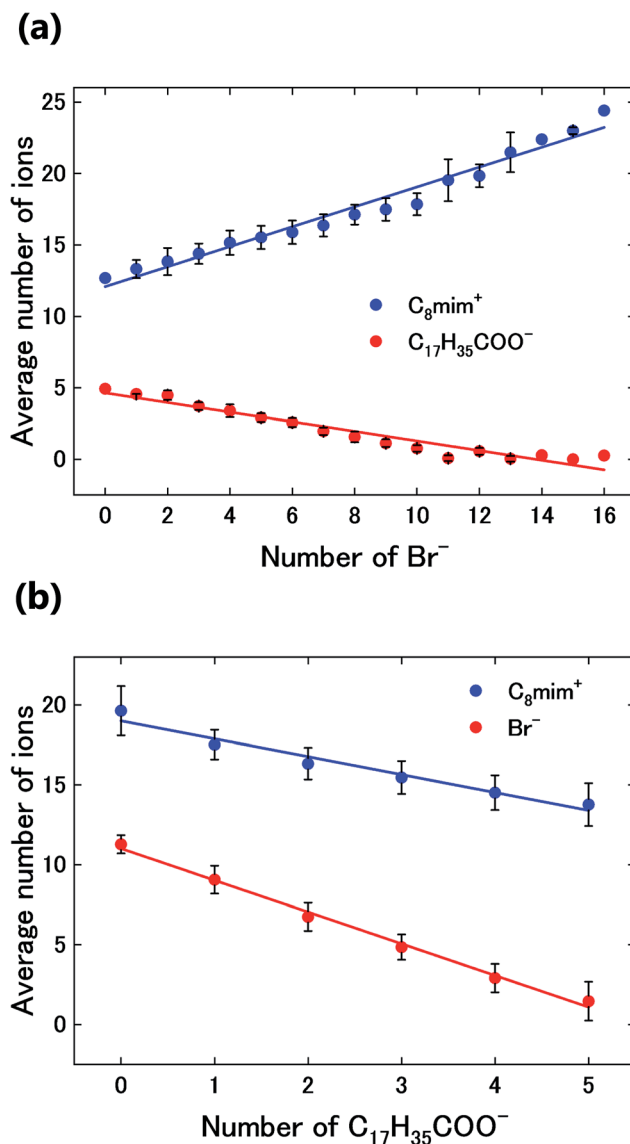 (a)
Average number of ions
25
20
15
10
5
0
C₈mim⁺
C₁₇H₃₅COO⁻
0 2 4 6 8 10 12 14 16
Number of Br⁻
(b)
Average number of ions
20
15
10
5
0
C₈mim⁺
Br⁻
0 1 2 3 4 5
Number of C₁₇H₃₅COO⁻